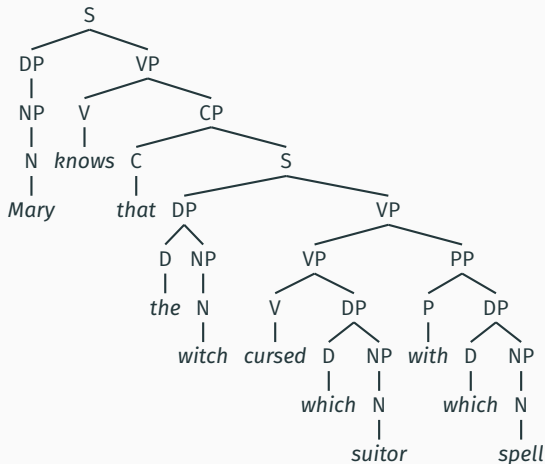 S
DP VP
NP V CP
N knows C S
Mary that DP VP
D NP VP PP
the N V DP P DP
witch cursed D NP with D NP
which N which N
suitor spell